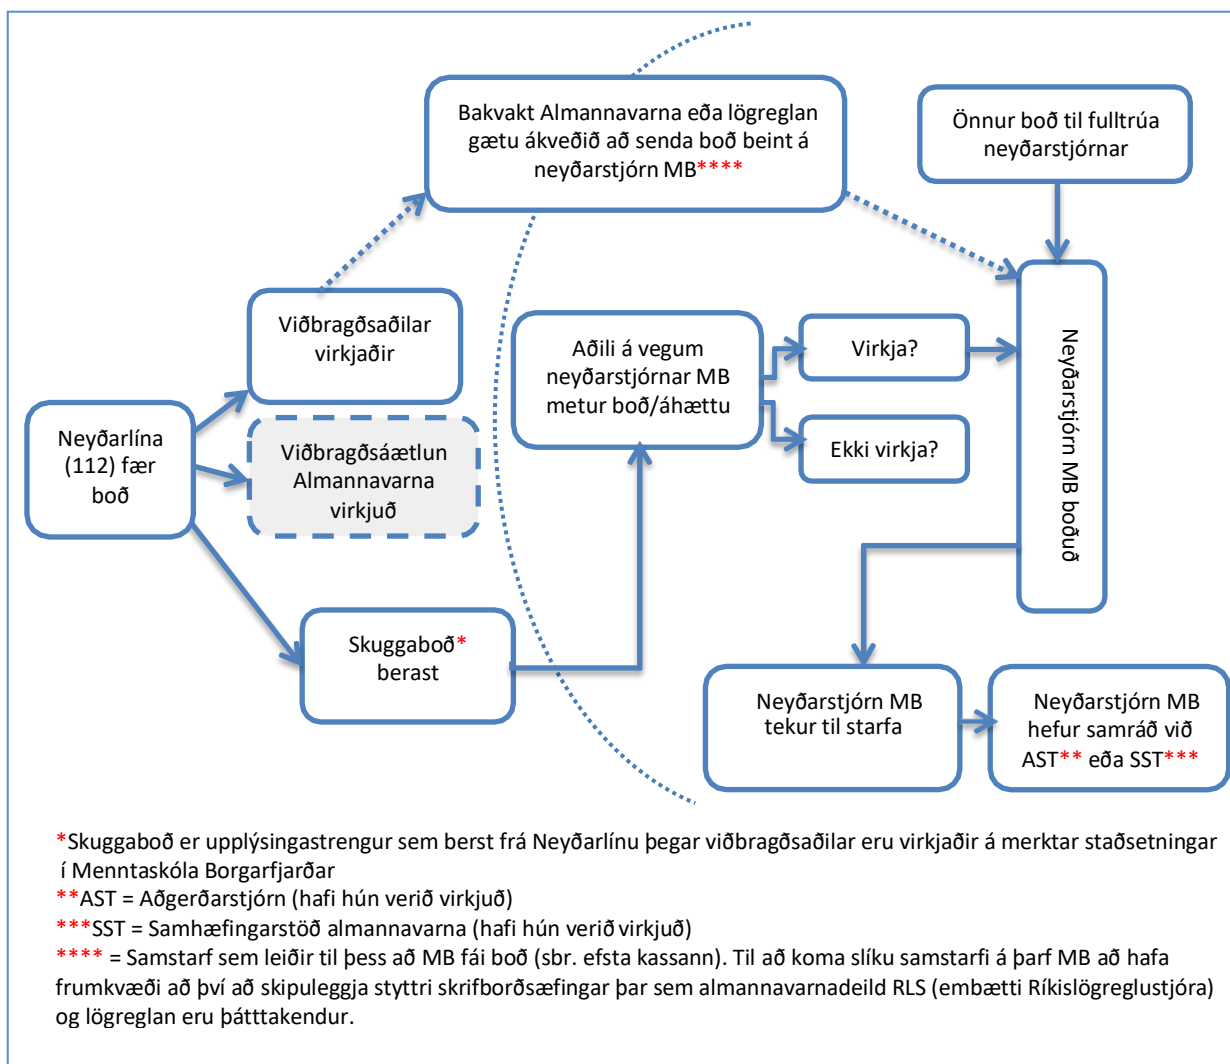 Bakvakt Almannavarna eða lögreglan
gætu ákveðið að senda boð beint á
neyðarstjórn MB****
Önnur boð til fulltrúa
neyðarstjórnar
Viðbragðsaðilar
virkjaðir
Aðili á vegum
neyðarstjórnar MB
metur boð/áhættu
Virkja?
Ekki virkja?
Neyðarstjórn MB boðuð
Neyðarlína
(112) fær
boð
Viðbragðsáætlun
Almannavarna
virkjuð
Skuggaboð*
berast
Neyðarstjórn MB
tekur til starfa
Neyðarstjórn MB
hefur samráð við
AST** eða SST***
*Skuggaboð er upplýsingastrengur sem berst frá Neyðarlínu þegar viðbragðsaðilar eru virkjaðir á merktar staðsetningar
í Menntaskóla Borgarfjarðar
**AST = Aðgerðarstjórn (hafi hún verið virkjuð)
***SST = Samhæfingarstöð almannavarna (hafi hún verið virkjuð)
**** = Samstarf sem leiðir til þess að MB fái boð (sbr. efsta kassann). Til að koma slíku samstarfi á þarf MB að hafa
frumkvæði að því að skipuleggja styttri skrifborðsæfingar þar sem almannavarnadeild RLS (embætti Ríkislögreglustjóra)
og lögreglan eru þátttakendur.